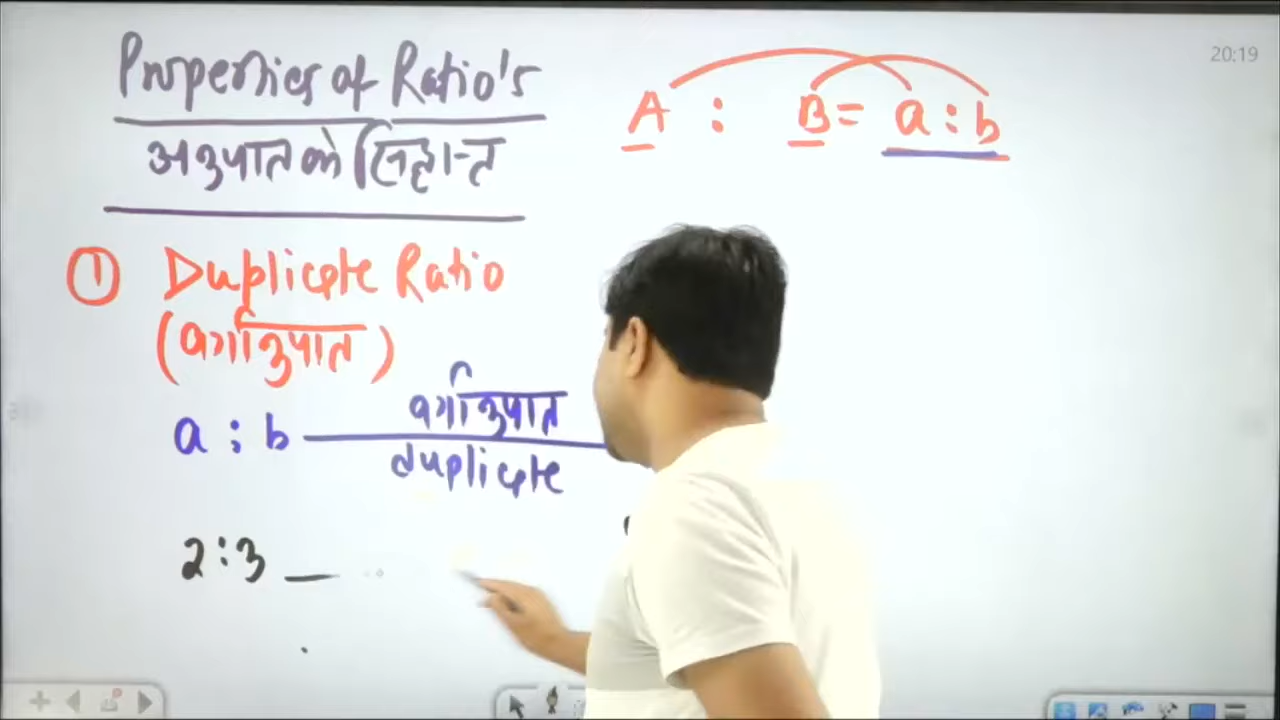 Properties of Ratio's
अनुपात के सिद्धान्त
A : B = a : b
20:19
① Duplicate Ratio
(वर्गानुपात)
a : b वर्गानुपात
duplicate
2 : 3